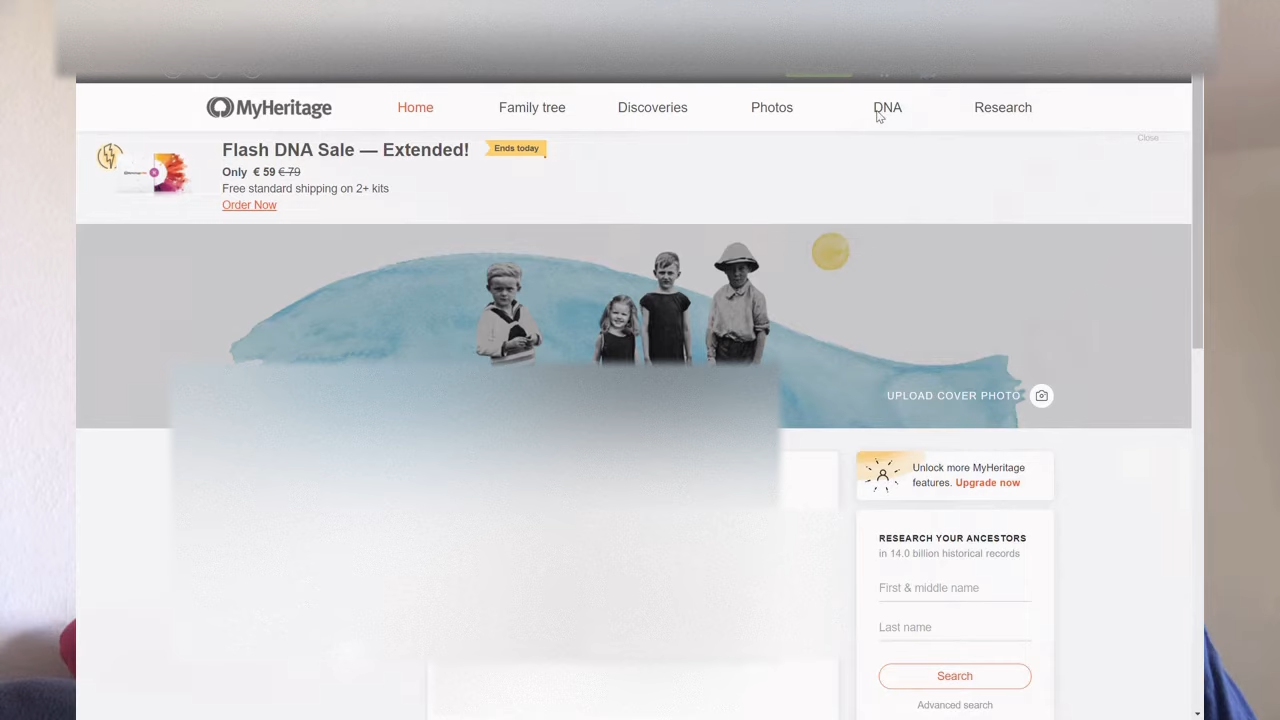 MyHeritage
Home
Family tree
Discoveries
Photos
DNA
Research
Close
Flash DNA Sale — Extended!
Ends today
Only € 59 € 79
Free standard shipping on 2+ kits
Order Now
UPLOAD COVER PHOTO
Unlock more MyHeritage
features. Upgrade now
RESEARCH YOUR ANCESTORS
in 14.0 billion historical records
First & middle name
Last name
Search
Advanced search